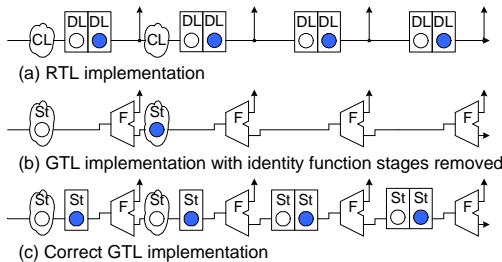 DL DL DL DL DL DL DL DL
CL CL
(a) RTL implementation
St St
F F F F
(b) GTL implementation with identity function stages removed
St St St St St St St St
F F F F
(c) Correct GTL implementation